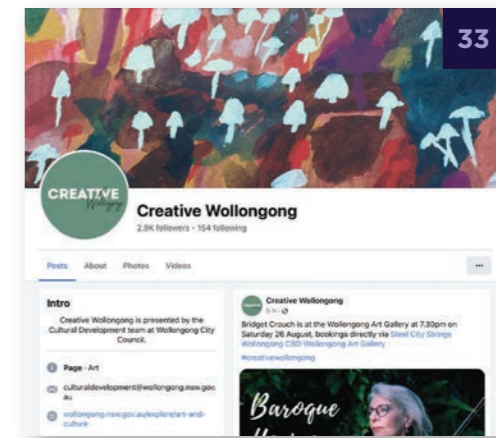 33
CREATIVE
Wollongong
Creative Wollongong
2.9K followers • 154 following
Posts About Photos Videos
Intro
Creative Wollongong is presented by the
Cultural Development team at Wollongong City
Council.
Page · Art
culturaldevelopment@wollongong.nsw.gov.
au
wollongong.nsw.gov.au/explore/art-and-
culture
Creative Wollongong
5 h ·
Bridget Crouch is at the Wollongong Art Gallery at 7.30pm on
Saturday 26 August, bookings directly via Steel City Strings
Wollongong CBD Wollongong Art Gallery
#creativewollongong
Baroque